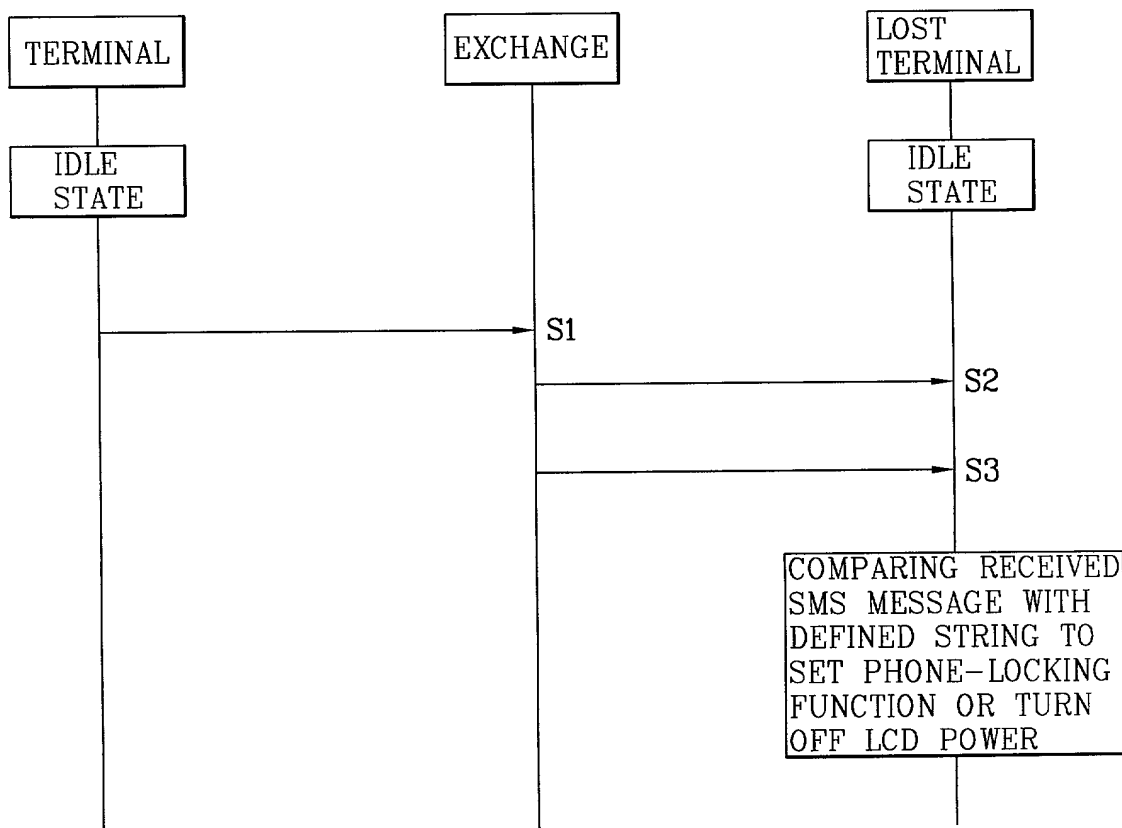 TERMINAL
EXCHANGE
LOST
TERMINAL
IDLE
STATE
IDLE
STATE
S1
S2
S3
COMPARING RECEIVED
SMS MESSAGE WITH
DEFINED STRING TO
SET PHONE-LOCKING
FUNCTION OR TURN
OFF LCD POWER